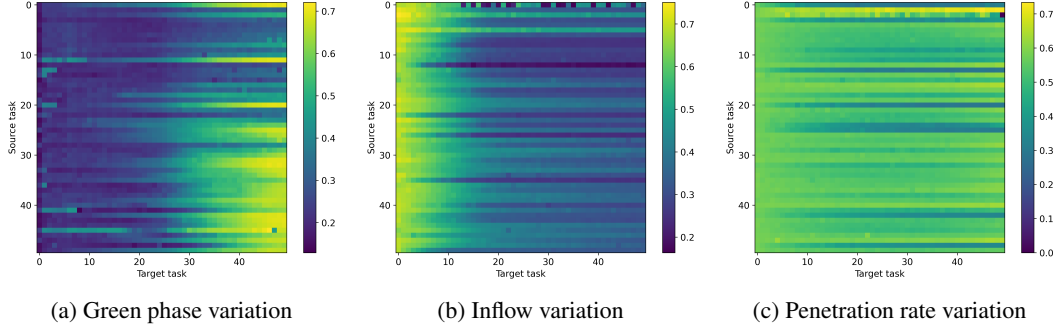 0
10
20
30
40
Source task
0 10 20 30 40
Target task
0.7
0.6
0.5
0.4
0.3
0.2
(a) Green phase variation
0
10
20
30
40
Source task
0 10 20 30 40
Target task
0.7
0.6
0.5
0.4
0.3
0.2
(b) Inflow variation
0
10
20
30
40
Source task
0 10 20 30 40
Target task
0.7
0.6
0.5
0.4
0.3
0.2
0.1
0.0
(c) Penetration rate variation